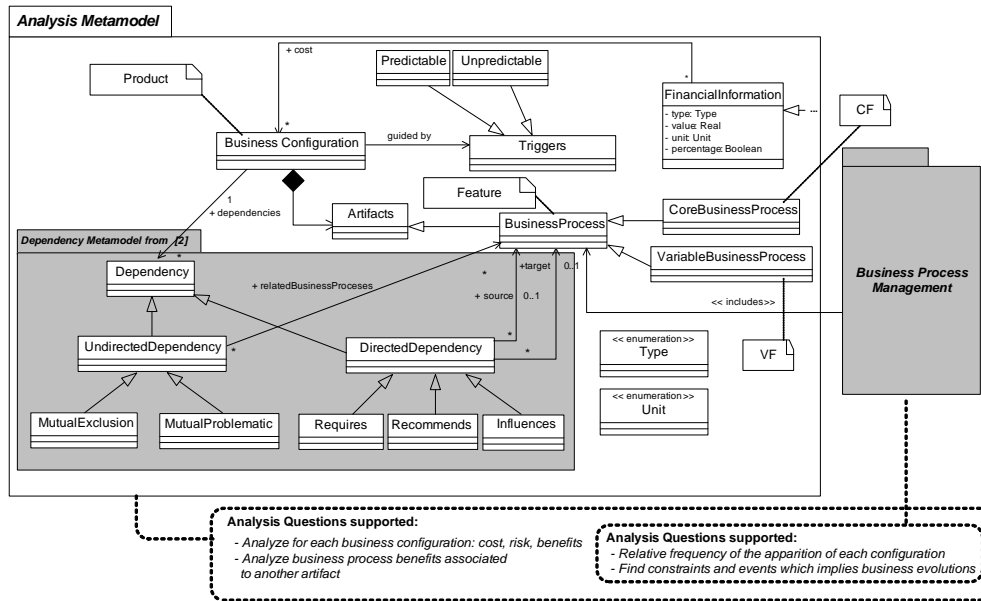 Analysis Metamodel
+ cost
Predictable
Unpredictable
Product
*
FinancialInformation
- type: Type
- value: Real
- unit: Unit
- percentage: Boolean
...
CF
*
Business Configuration
guided by
Triggers
Feature
1
+ dependencies
Artifacts
BusinessProcess
CoreBusinessProcess
Dependency Metamodel from [2]
VariableBusinessProcess
*
Dependency
*
+target
0..1
+ relatedBusinessProceses
+ source
0..1
<< includes>>
Business Process
Management
UndirectedDependency
*
DirectedDependency
*
*
<< enumeration>>
Type
VF
<< enumeration>>
Unit
MutualExclusion
MutualProblematic
Requires
Recommends
Influences
Analysis Questions supported:
- Analyze for each business configuration: cost, risk, benefits
- Analyze business process benefits associated
to another artifact
Analysis Questions supported:
- Relative frequency of the apparition of each configuration
- Find constraints and events which implies business evolutions